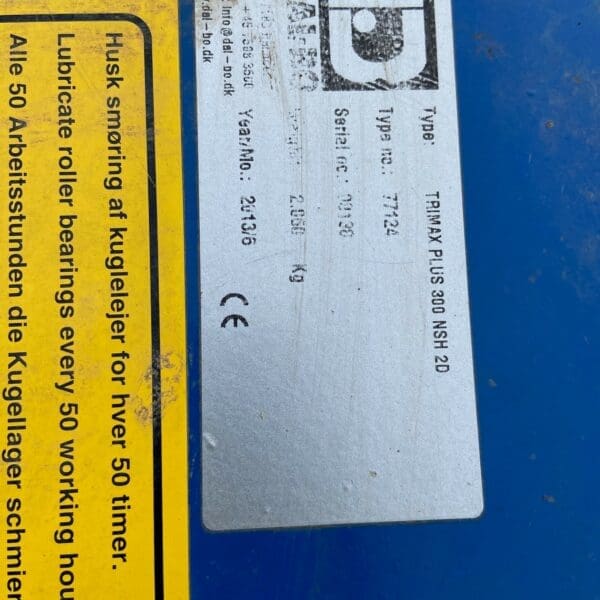 Type: TRIMAX PLUS 300 NSH 2D
Type no.: 77124
Serial no.:
Kg
Year/Mo.: 2013/6
CE
info@dal-bo.dk
.dal-bo.dk
Husk smøring af kuglelejer for hver 50 timer.
Lubricate roller bearings every 50 working hou
Alle 50 Arbeitsstunden die Kugellager schmier